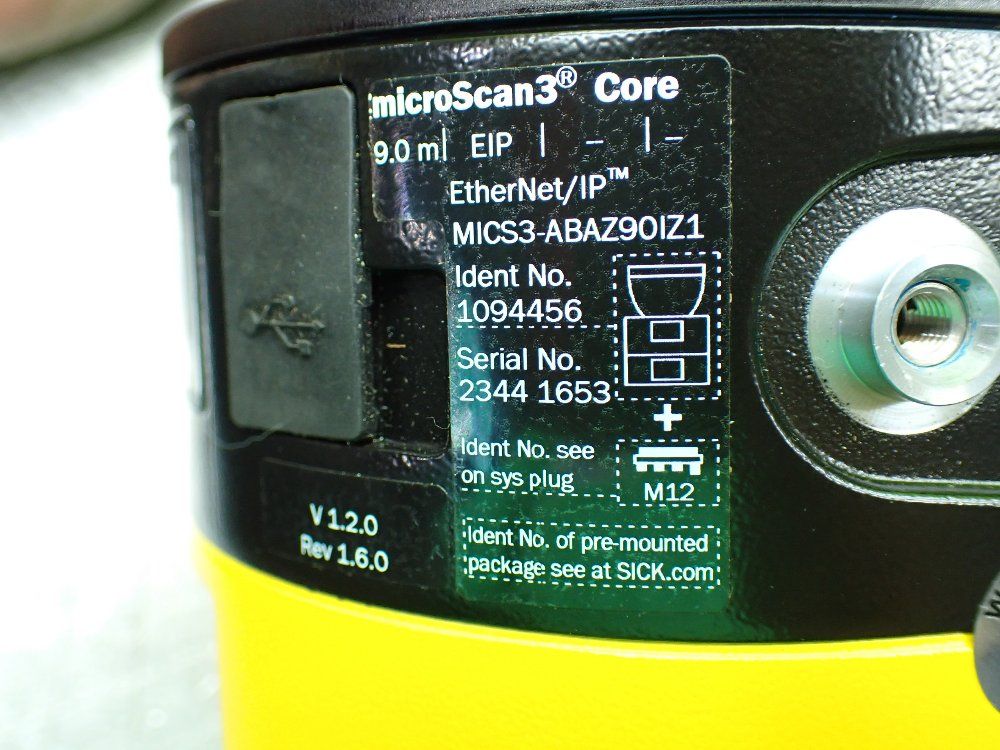 microScan3® Core
9.0 m | EIP | – | –
EtherNet/IP™
MICS3-ABAZ90IZ1
Ident No.
1094456
Serial No.
2344 1653
Ident No. see
on sys plug
M12
Ident No. of pre-mounted
package see at SICK.com
V 1.2.0
Rev 1.6.0